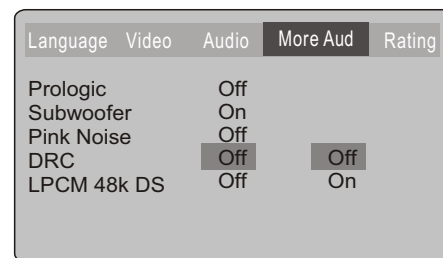 Language Video Audio More Aud Rating
Prologic Off
Subwoofer On
Pink Noise Off
DRC Off Off
LPCM 48k DS Off On